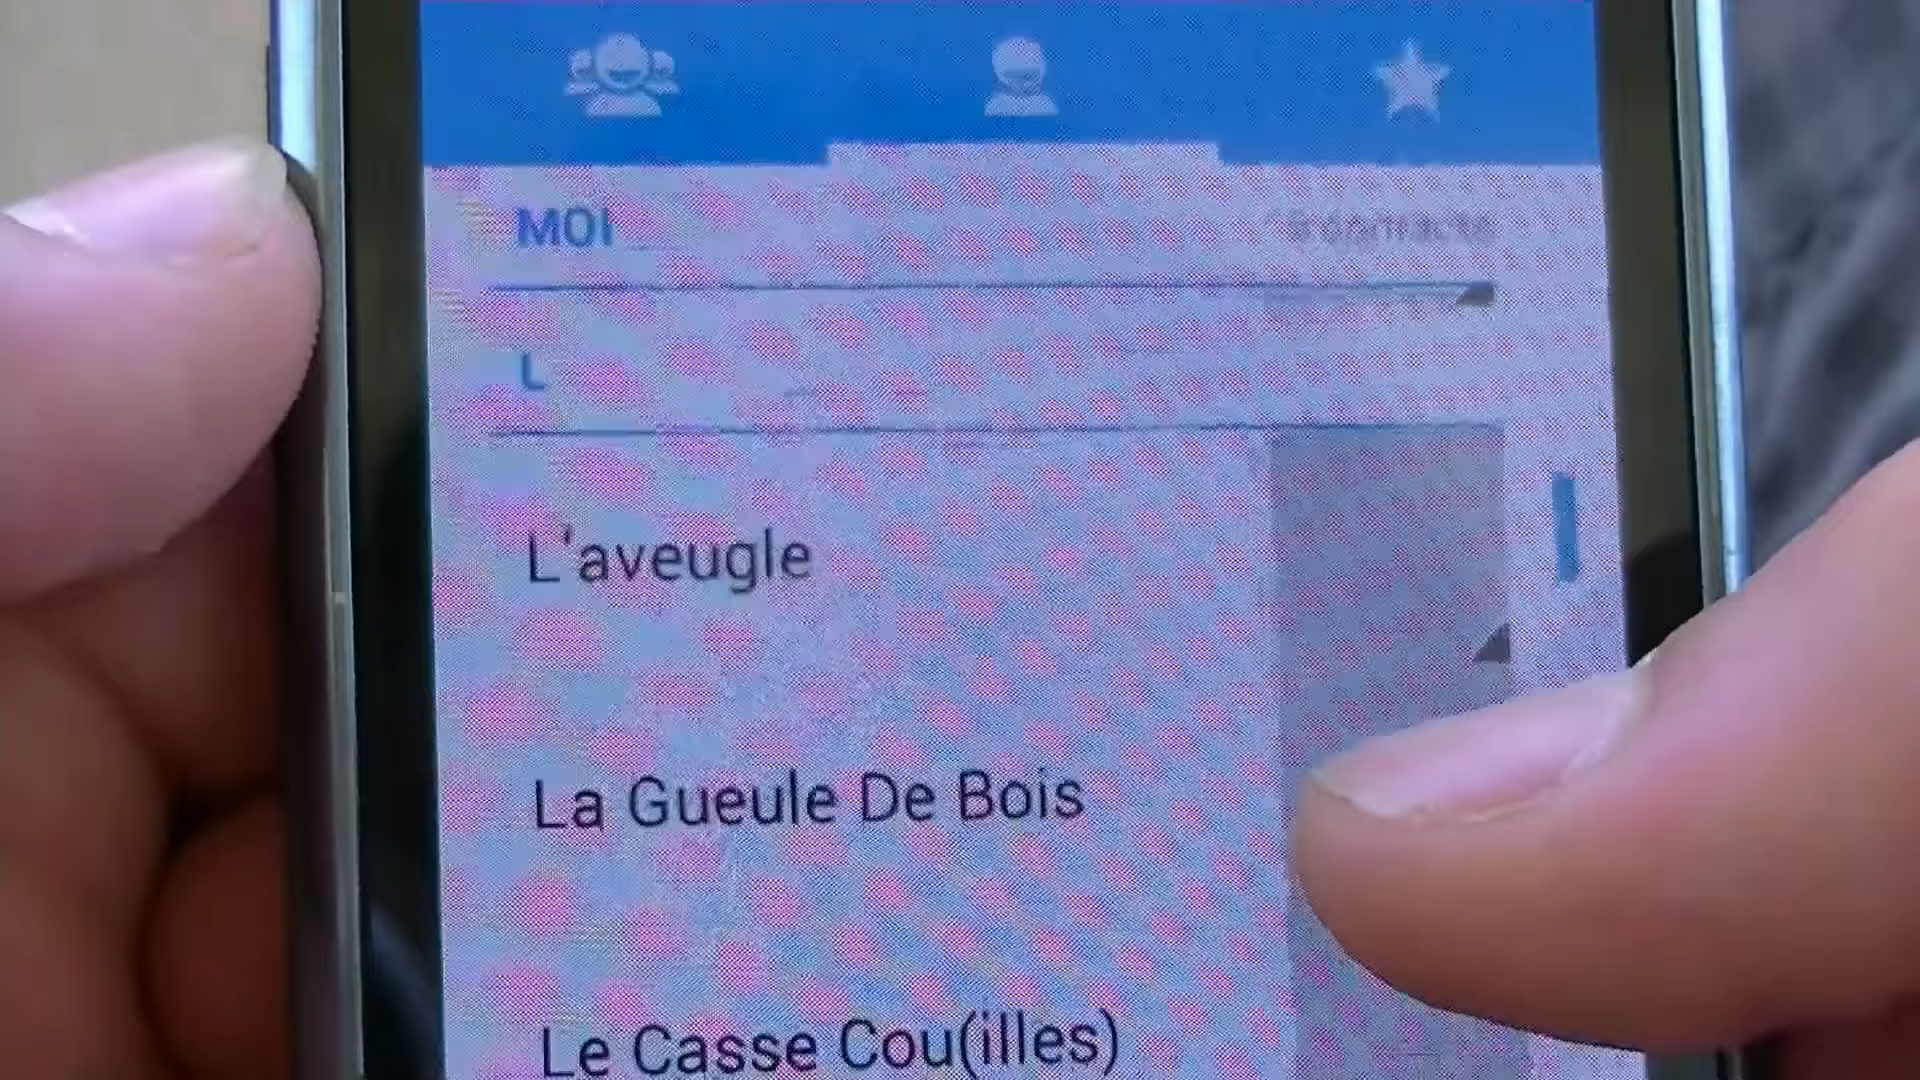 MOI
L
L'aveugle
La Gueule De Bois
Le Casse Cou(illes)